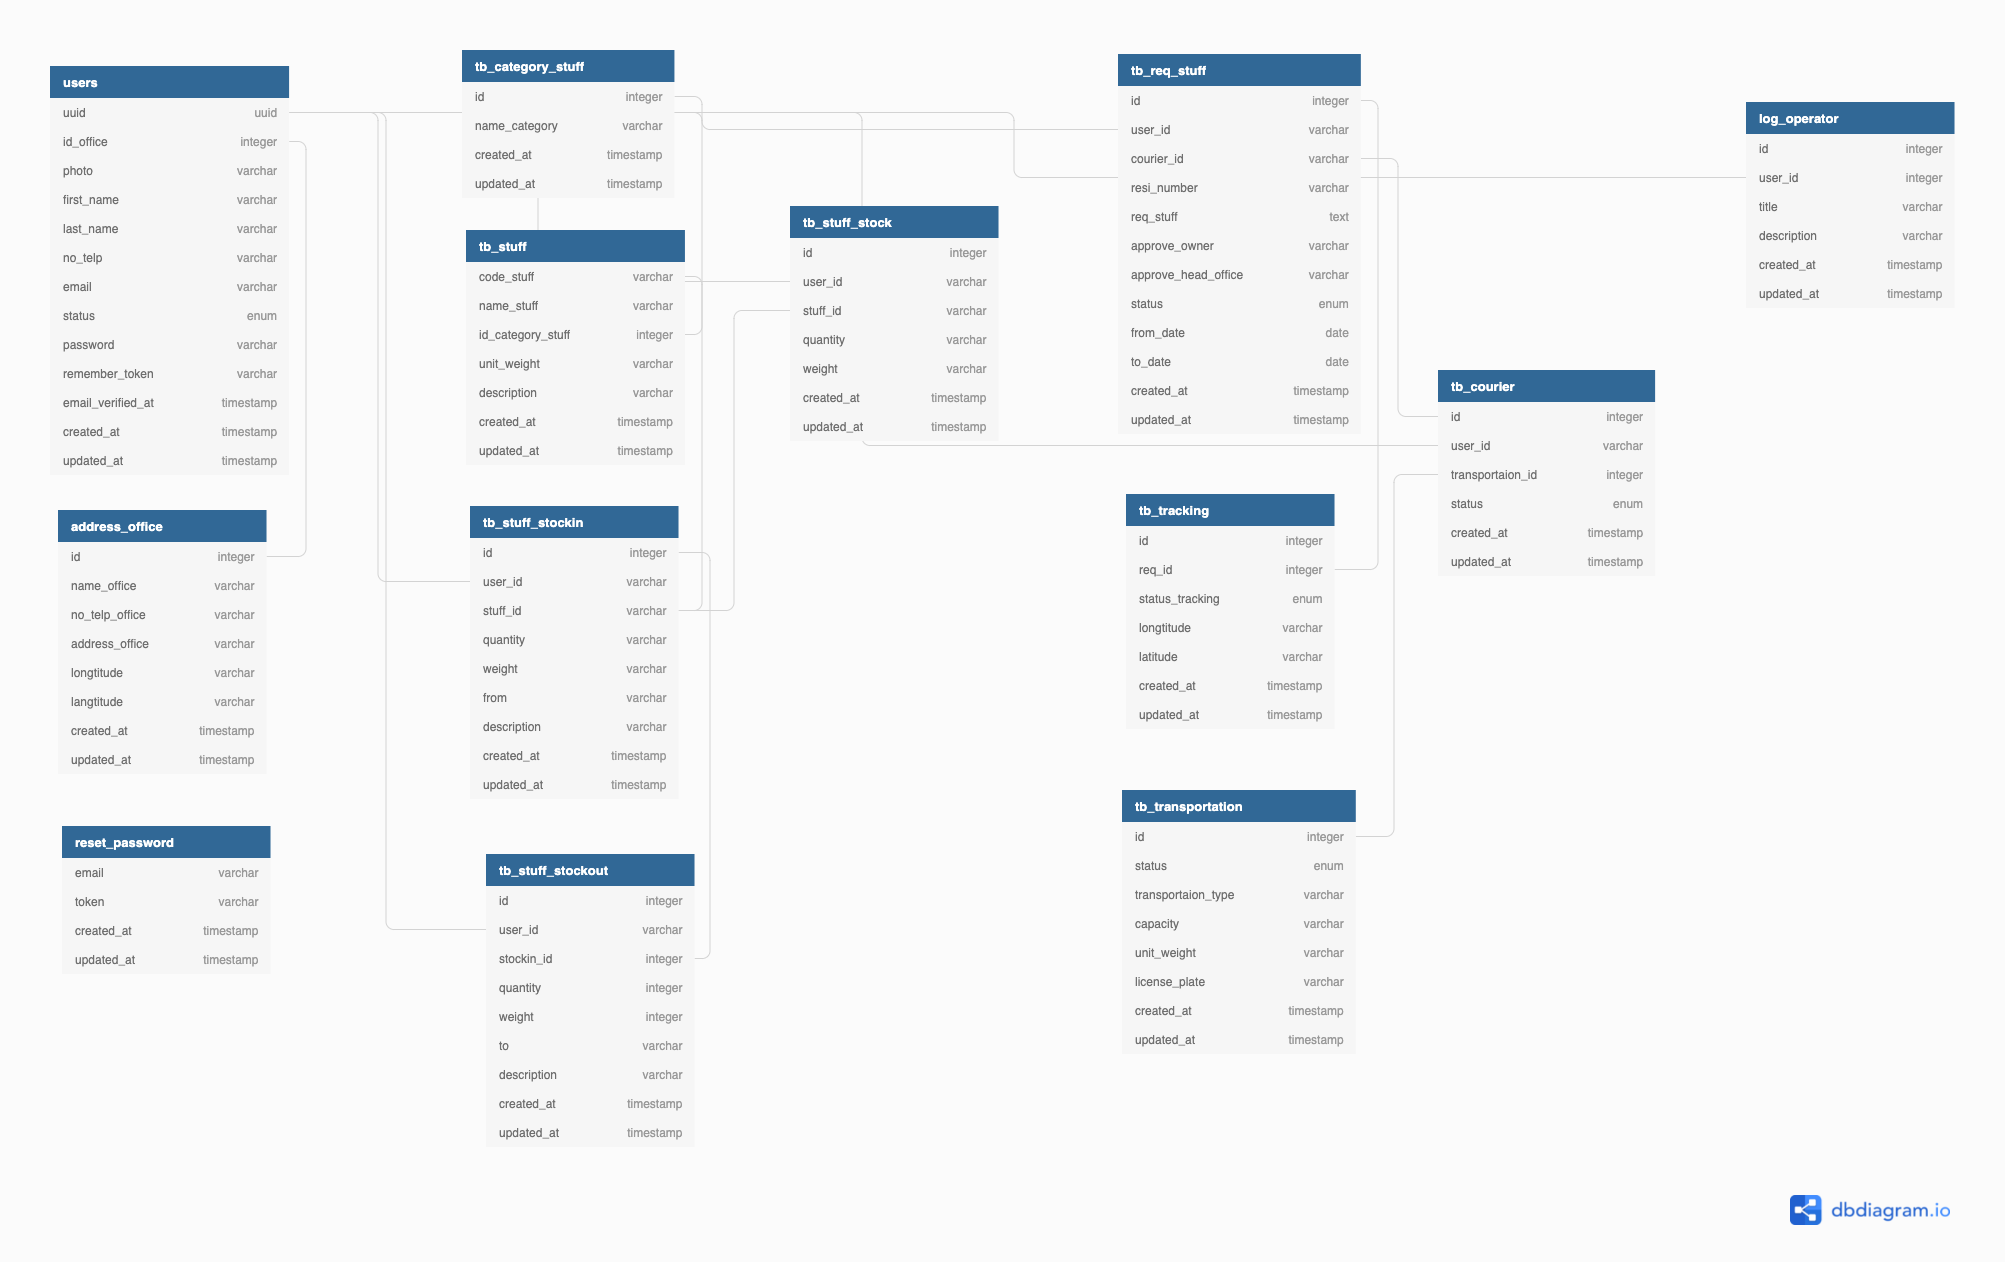 users
uuid uuid
id_office integer
photo varchar
first_name varchar
last_name varchar
no_telp varchar
email varchar
status enum
password varchar
remember_token varchar
email_verified_at timestamp
created_at timestamp
updated_at timestamp
address_office
id integer
name_office varchar
no_telp_office varchar
address_office varchar
longtitude varchar
langtitude varchar
created_at timestamp
updated_at timestamp
reset_password
email varchar
token varchar
created_at timestamp
updated_at timestamp
tb_category_stuff
id integer
name_category varchar
created_at timestamp
updated_at timestamp
tb_stuff
code_stuff varchar
name_stuff varchar
id_category_stuff integer
unit_weight varchar
description varchar
created_at timestamp
updated_at timestamp
tb_stuff_stockin
id integer
user_id varchar
stuff_id varchar
quantity varchar
weight varchar
from varchar
description varchar
created_at timestamp
updated_at timestamp
tb_stuff_stockout
id integer
user_id varchar
stockin_id integer
quantity integer
weight integer
to varchar
description varchar
created_at timestamp
updated_at timestamp
tb_stuff_stock
id integer
user_id varchar
stuff_id varchar
quantity varchar
weight varchar
created_at timestamp
updated_at timestamp
tb_req_stuff
id integer
user_id varchar
courier_id varchar
resi_number varchar
req_stuff text
approve_owner varchar
approve_head_office varchar
status enum
from_date date
to_date date
created_at timestamp
updated_at timestamp
tb_tracking
id integer
req_id integer
status_tracking enum
longtitude varchar
latitude varchar
created_at timestamp
updated_at timestamp
tb_transportation
id integer
status enum
transportaion_type varchar
capacity varchar
unit_weight varchar
license_plate varchar
created_at timestamp
updated_at timestamp
tb_courier
id integer
user_id varchar
transportaion_id integer
status enum
created_at timestamp
updated_at timestamp
log_operator
id integer
user_id integer
title varchar
description varchar
created_at timestamp
updated_at timestamp
dbdiagram.io